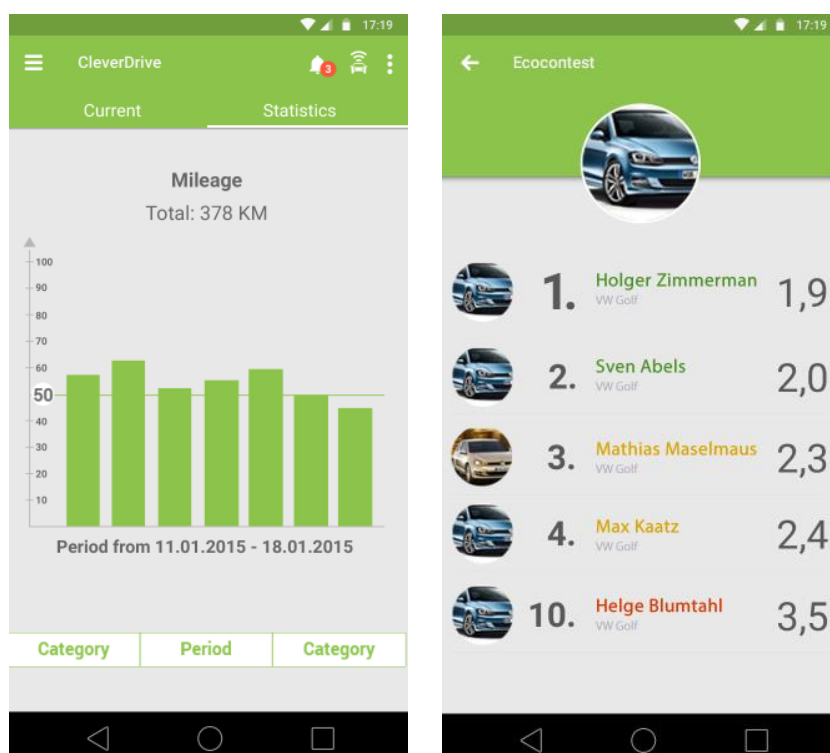 17:19
CleverDrive
3
Current Statistics
Mileage
Total: 378 KM
100
90
80
70
60
50
40
30
20
10
Period from 11.01.2015 - 18.01.2015
Category Period Category
17:19
Ecocontest
1. Holger Zimmerman 1,9
VW Golf
2. Sven Abels 2,0
VW Golf
3. Mathias Maselmaus 2,3
VW Golf
4. Max Kaatz 2,4
VW Golf
10. Helge Blumtahl 3,5
VW Golf